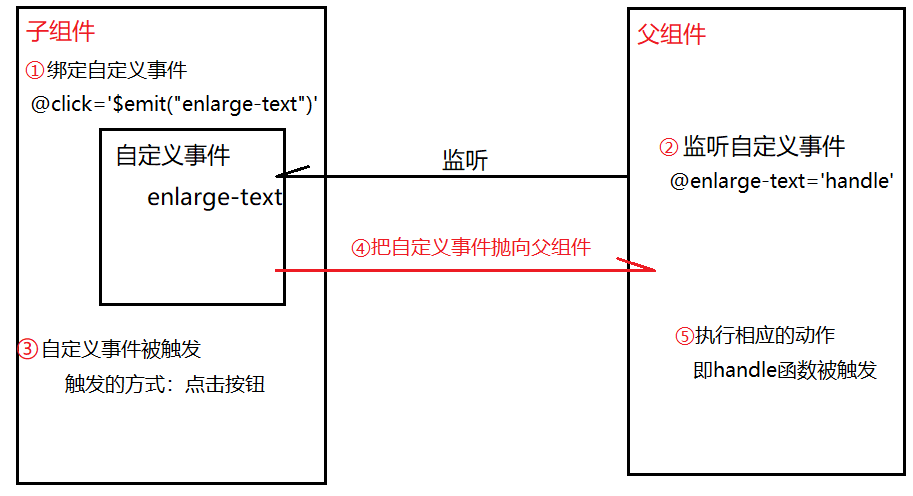 子组件
①绑定自定义事件
@click='$emit("enlarge-text")'
自定义事件
enlarge-text
③自定义事件被触发
触发的方式：点击按钮
监听
④把自定义事件抛向父组件
父组件
②监听自定义事件
@enlarge-text='handle'
⑤执行相应的动作
即handle函数被触发